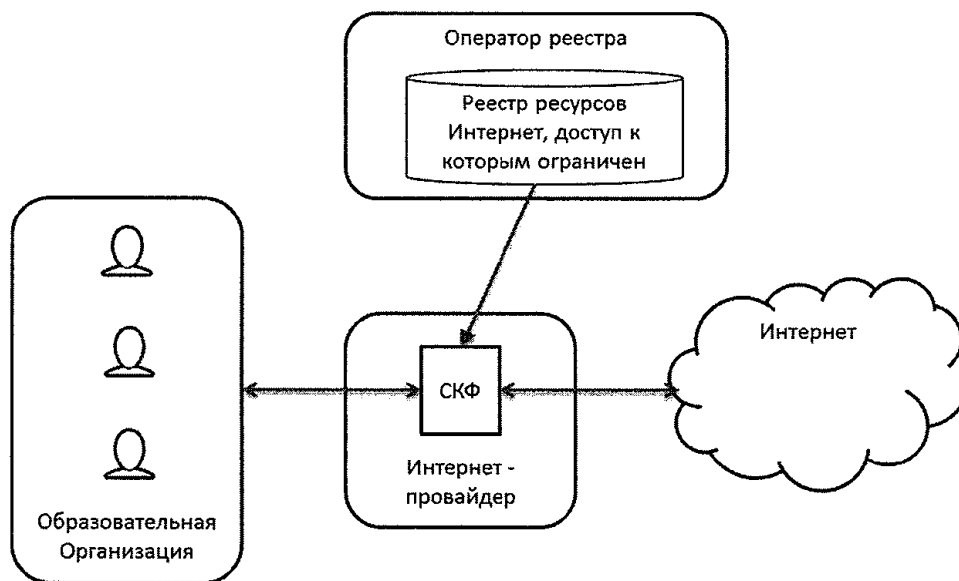 Оператор реестра
Реестр ресурсов
Интернет, доступ к
которым ограничен
Интернет
СКФ
Интернет -
провайдер
Образовательная
Организация